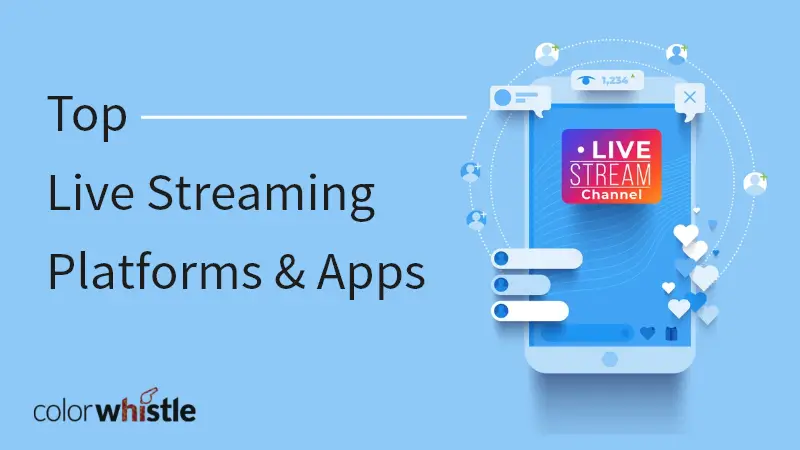 Top
Live Streaming
Platforms & Apps
1,234
• LIVE
STREAM
Channel
colorwhistle